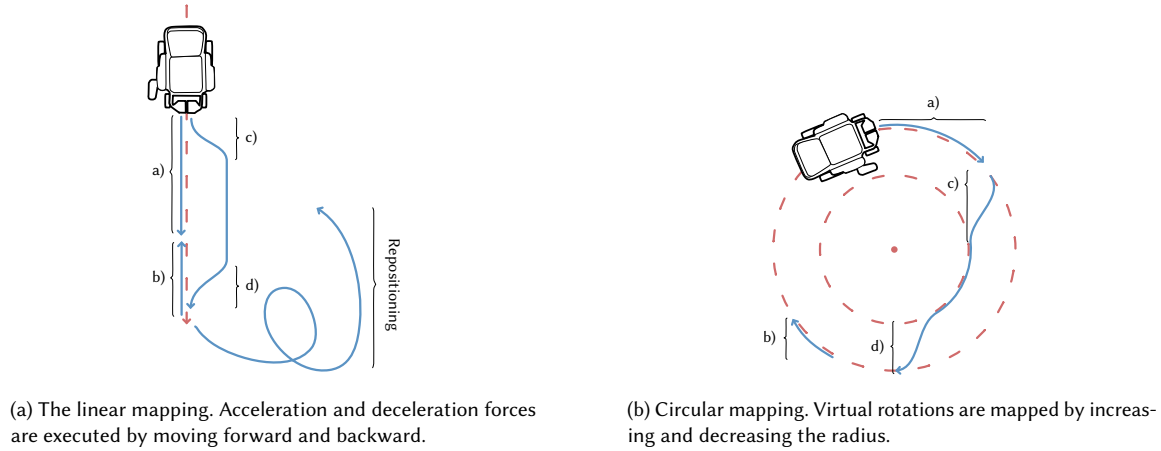 a)
c)
b)
d)
Repositioning
(a) The linear mapping. Acceleration and deceleration forces
are executed by moving forward and backward.
a)
c)
b)
d)
(b) Circular mapping. Virtual rotations are mapped by increas-
ing and decreasing the radius.